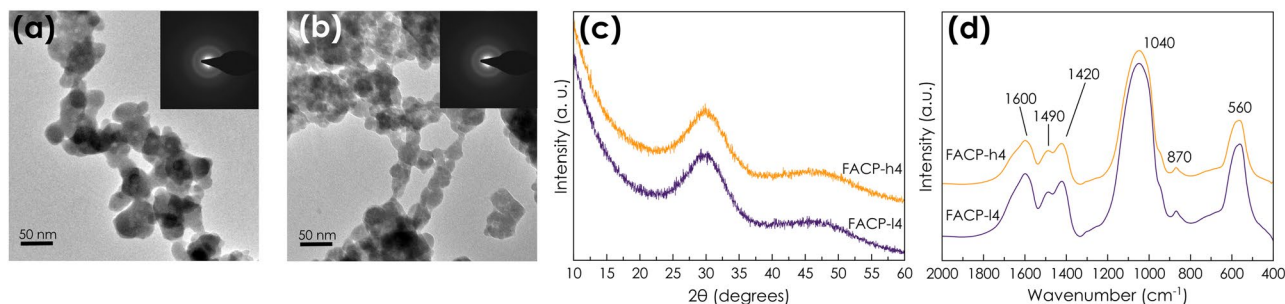 (a)
50 nm
(b)
50 nm
(c)
Intensity (a. u.)
FACP-h4
FACP-l4
10 15 20 25 30 35 40 45 50 55 60
2θ (degrees)
(d)
Intensity (a.u.)
1040
1600
1490
1420
870
560
FACP-h4
FACP-l4
2000 1800 1600 1400 1200 1000 800 600 400
Wavenumber (cm⁻¹)